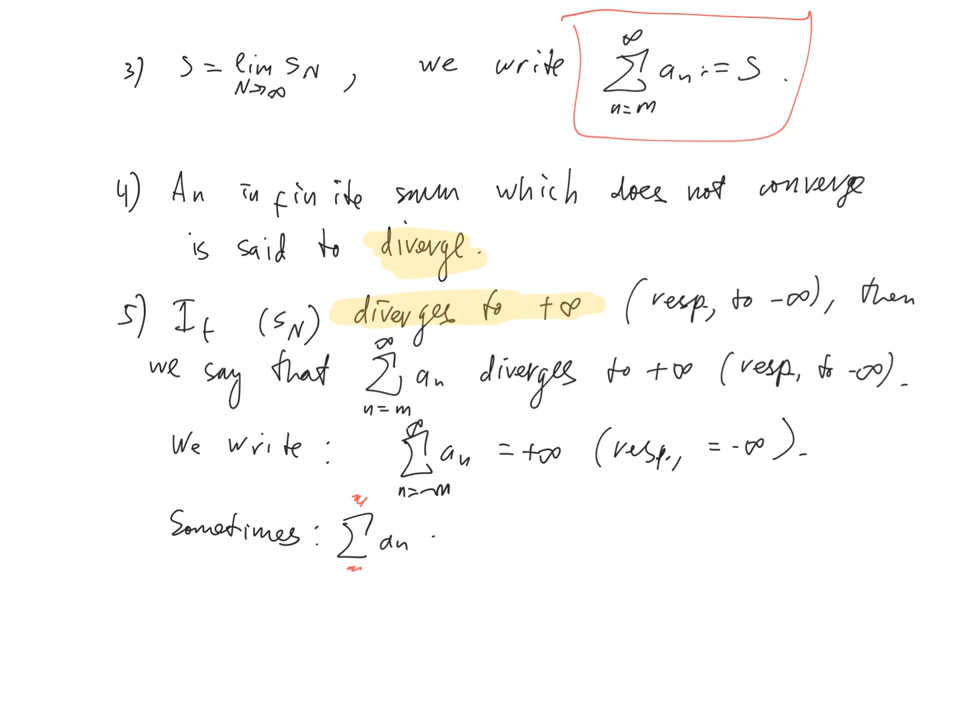 3) S = lim_{N→∞} S_N , we write ∑_{n=m}^{∞} a_n := S .
4) An infinite sum which does not converge
is said to diverge.
5) If (S_N) diverges to +∞ (resp, to -∞), then
we say that ∑_{n=m}^{∞} a_n diverges to +∞ (resp, to -∞).
We write : ∑_{n=m}^{∞} a_n = +∞ (resp, = -∞).
Sometimes : ∑ a_n .